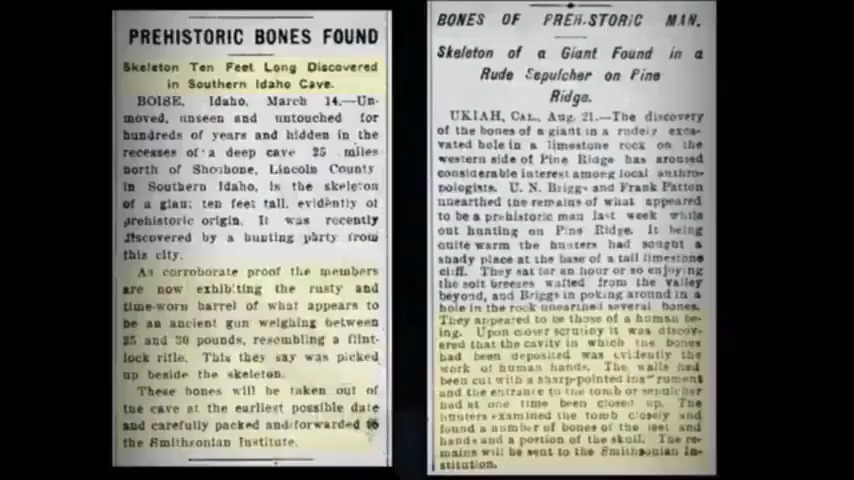 PREHISTORIC BONES FOUND
Skeleton Ten Feet Long Discovered
in Southern Idaho Cave.
BOISE, Idaho, March 14.—Un-
moved, unseen and untouched for
hundreds of years and hidden in the
recesses of a deep cave 25 miles
north of Shoshone, Lincoln County
in Southern Idaho, is the skeleton
of a giant ten feet tall, evidently of
prehistoric origin. It was recently
discovered by a hunting party from
this city.
As corroborate proof the members
are now exhibiting the rusty and
time-worn barrel of what appears to
be an ancient gun weighing between
25 and 30 pounds, resembling a flint-
lock rifle. This they say was picked
up beside the skeleton.
These bones will be taken out of
the cave at the earliest possible date
and carefully packed and forwarded to
the Smithsonian Institute.
BONES OF PREH.STORIC MAN.
Skeleton of a Giant Found in a
Rude Sepulcher on Pine
Ridge.
UKIAH, CAL., Aug. 21.—The discovery
of the bones of a giant in a rudely exca-
vated hole in a limestone rock on the
western side of Pine Ridge has aroused
considerable interest among local anthro-
pologists. U. N. Briggs and Frank Patton
unearthed the remains of what appeared
to be a prehistoric man last week while
out hunting on Pine Ridge. It being
quite warm the hunters had sought a
shady place at the base of a tall limestone
cliff. They sat for an hour or so enjoying
the soft breezes wafted from the valley
beyond, and Briggs in poking around in a
hole in the rock unearthed several bones.
They appeared to be those of a human be-
ing. Upon closer scrutiny it was discov-
ered that the cavity in which the bones
had been deposited was evidently the
work of human hands. The walls had
been cut with a sharp-pointed instrument
and the entrance to the tomb or sepulcher
had at one time been closed up. The
hunters examined the tomb closely and
found a number of bones of the feet and
hands and a portion of the skull. The re-
mains will be sent to the Smithsonian In-
stitution.